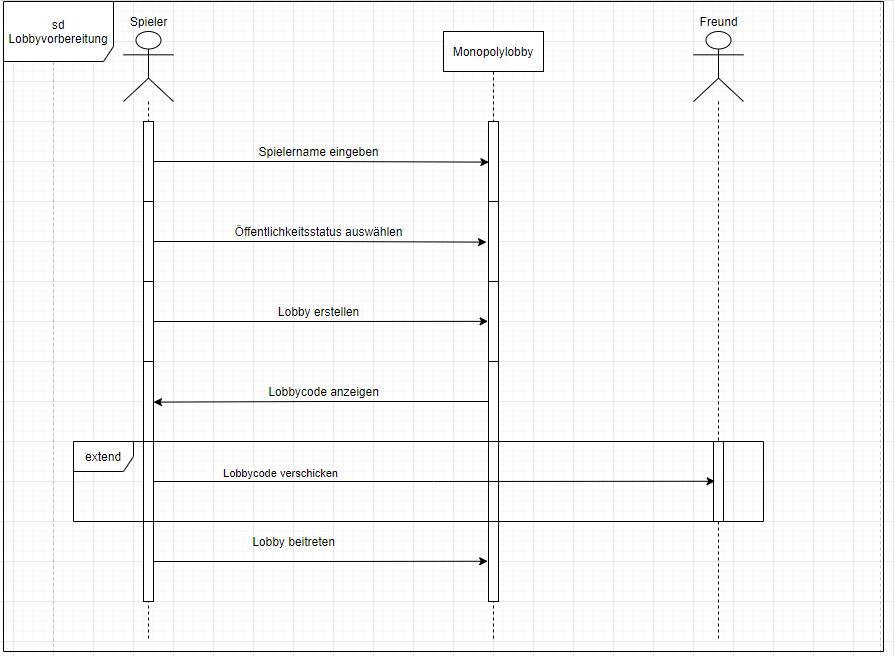 sd
Lobbyvorbereitung
Spieler
Monopolylobby
Freund
Spielername eingeben
Öffentlichkeitsstatus auswählen
Lobby erstellen
Lobbycode anzeigen
extend
Lobbycode verschicken
Lobby beitreten